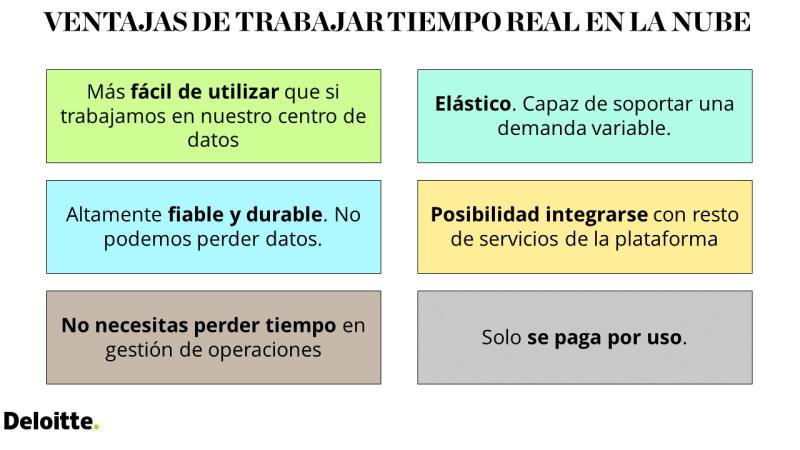 VENTAJAS DE TRABAJAR TIEMPO REAL EN LA NUBE
Más fácil de utilizar que si
trabajamos en nuestro centro de
datos
Elástico. Capaz de soportar una
demanda variable.
Altamente fiable y durable. No
podemos perder datos.
Posibilidad integrarse con resto
de servicios de la plataforma
No necesitas perder tiempo en
gestión de operaciones
Solo se paga por uso.
Deloitte.